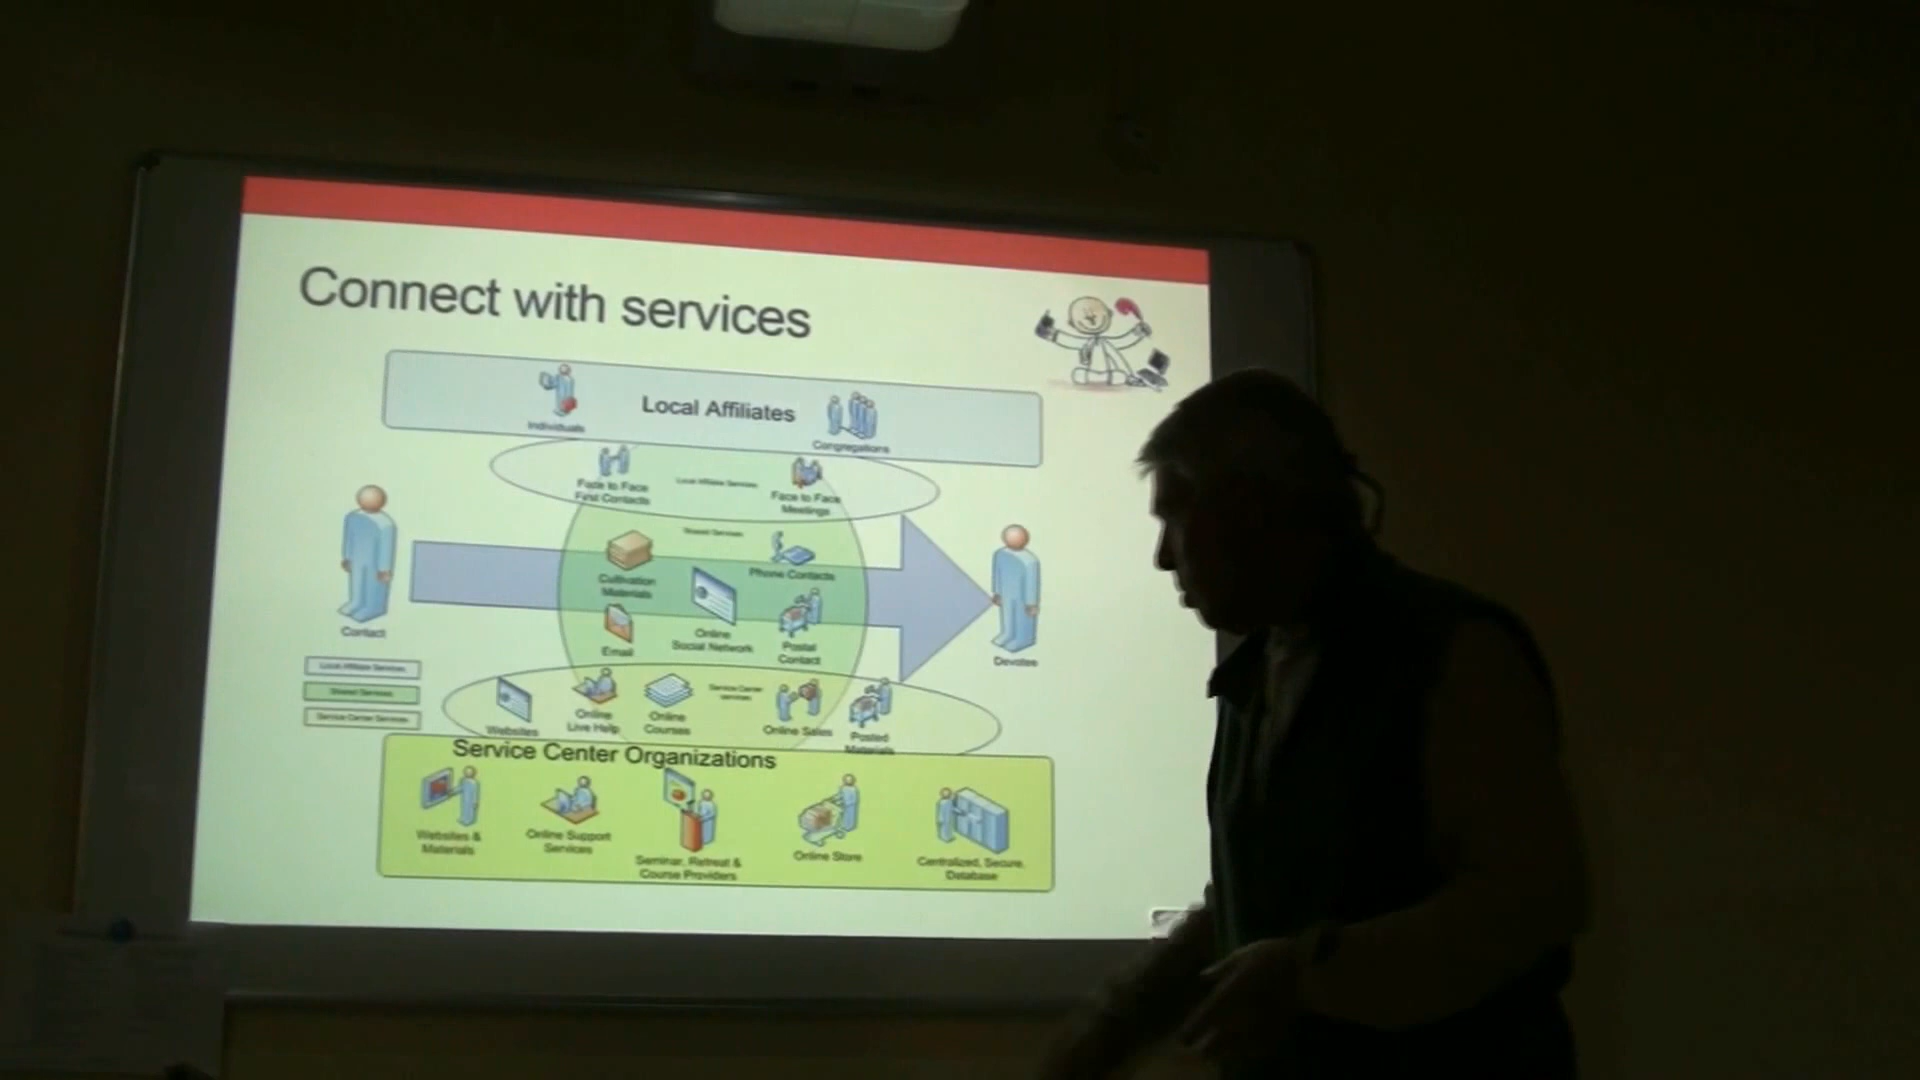 Connect with services
Local Affiliates
Individuals
Congregations
Face to Face
First Contacts
Local Affiliate Services
Face to Face
Meetings
Shared Services
Cultivation
Materials
Phone Contacts
Email
Online
Social Network
Postal
Contact
Contact
Devotee
Local Affiliate Services
Shared Services
Service Center Services
Websites
Online
Live Help
Online
Courses
Service Center
services
Online Sales
Posted
Materials
Service Center Organizations
Websites &
Materials
Online Support
Services
Seminar, Retreat &
Course Providers
Online Store
Centralized, Secure,
Database